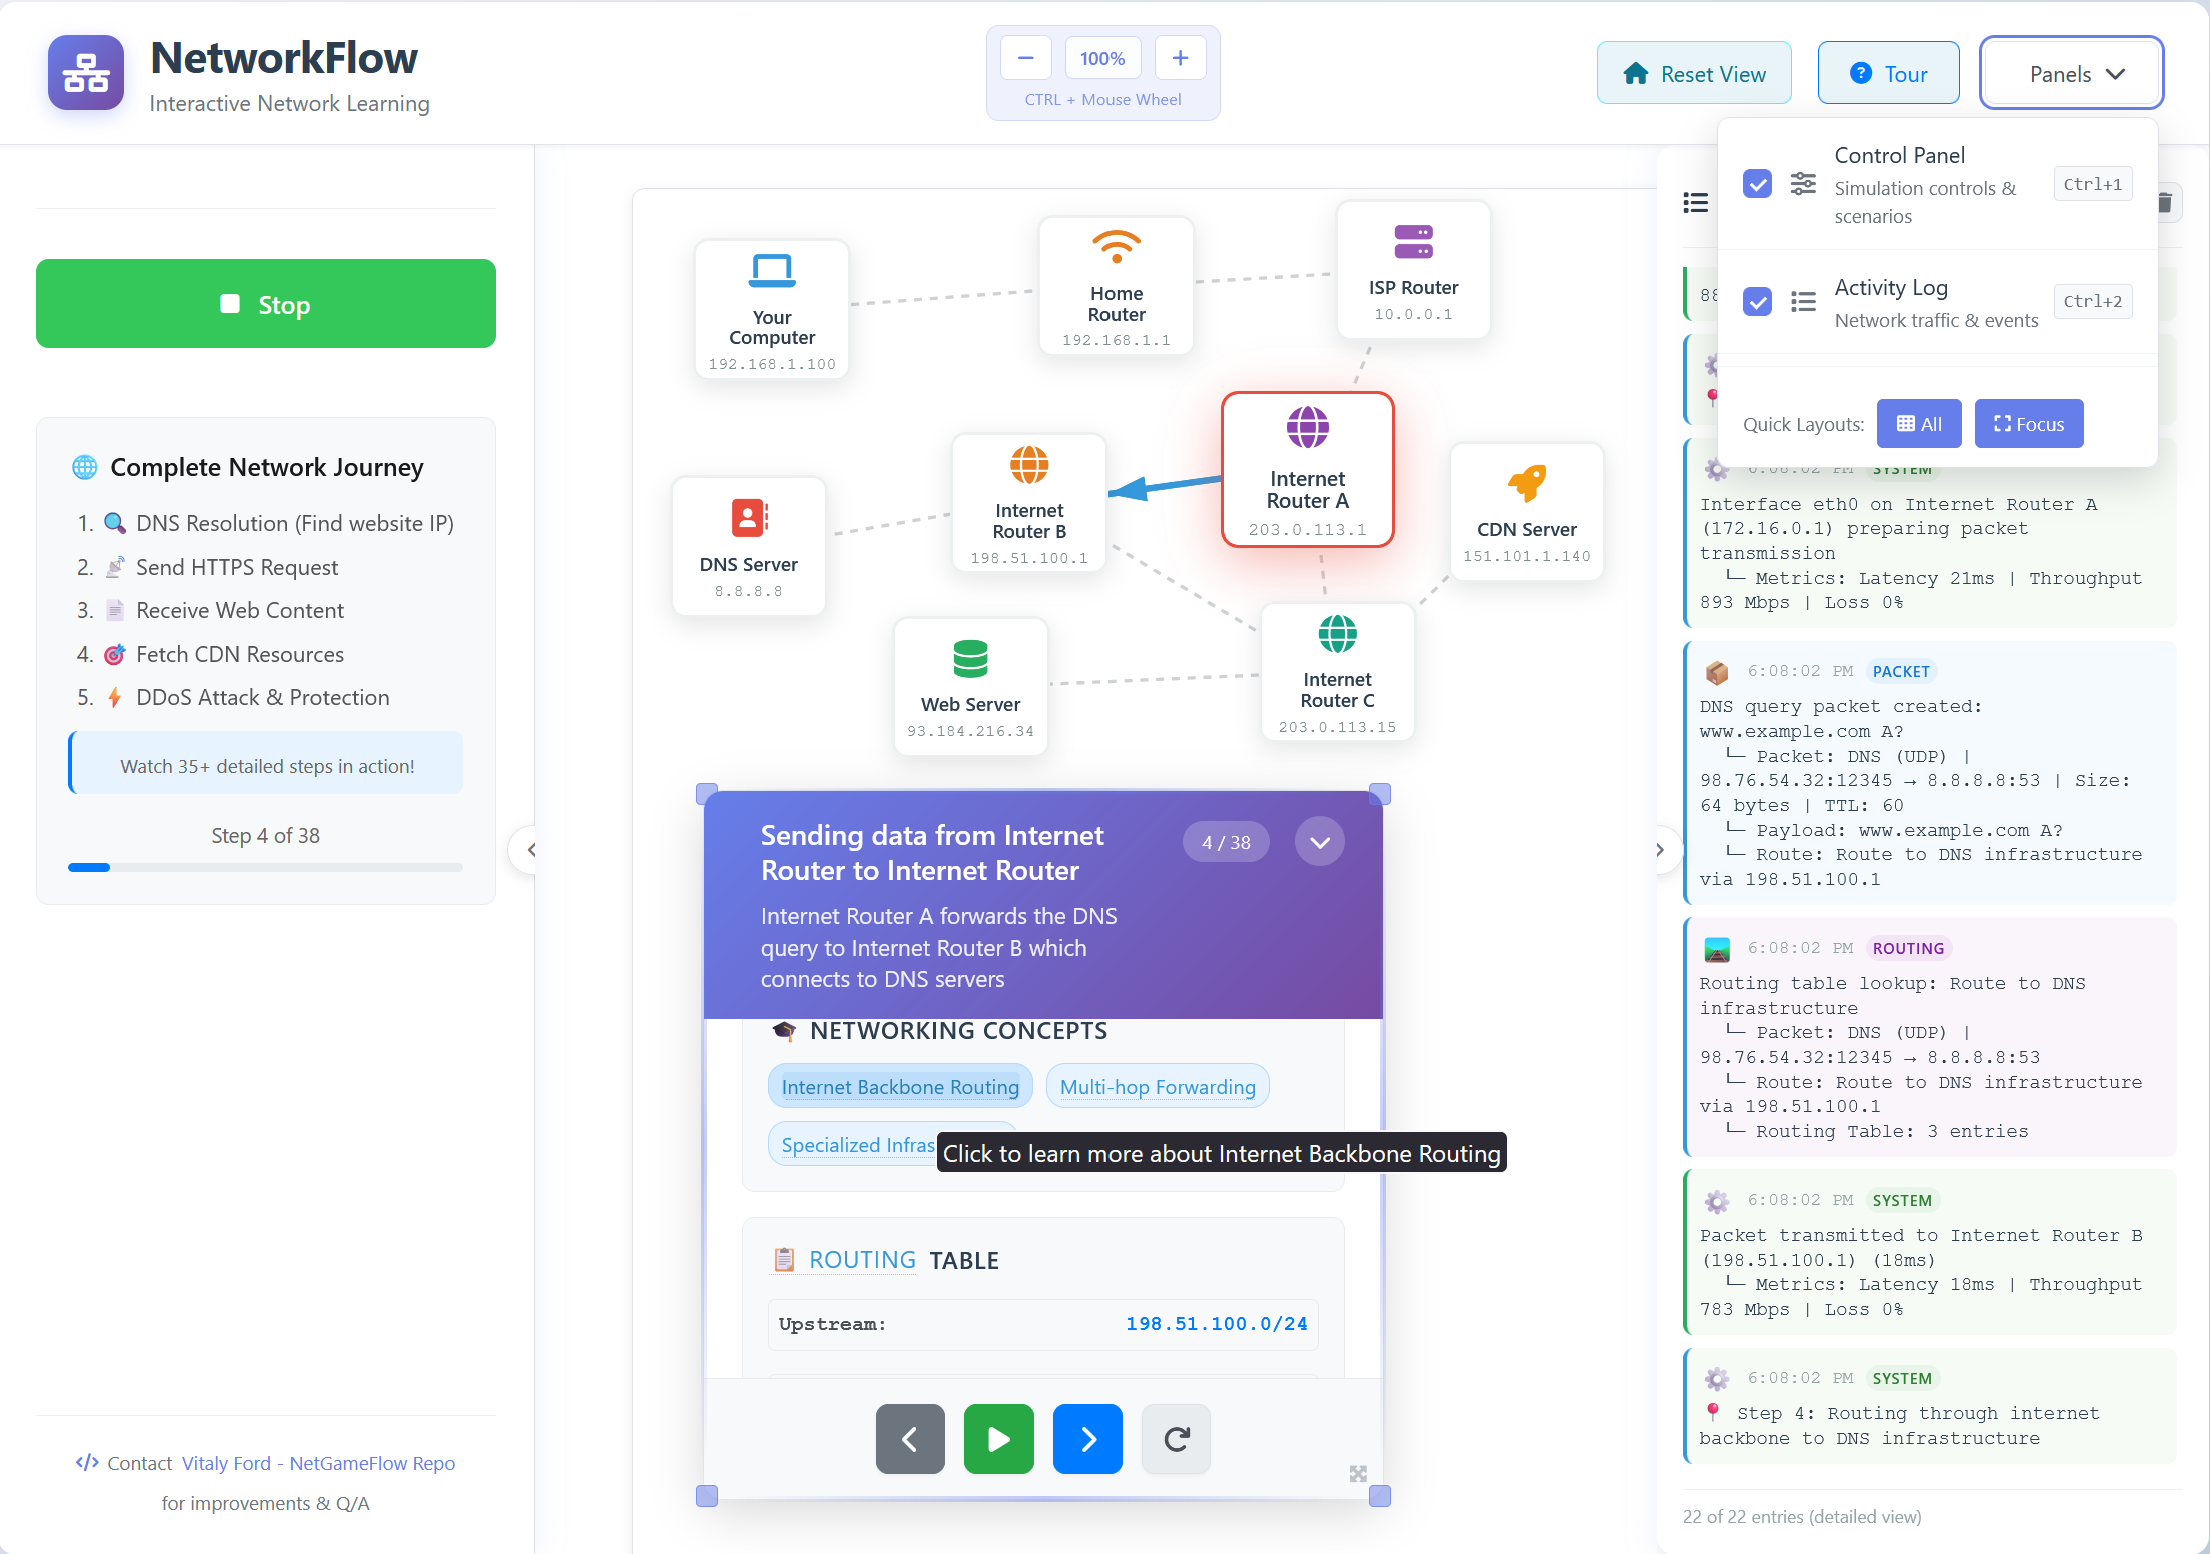 NetworkFlow
Interactive Network Learning
100%
CTRL + Mouse Wheel
Reset View
Tour
Panels
Control Panel
Simulation controls &
scenarios
Ctrl+1
Activity Log
Network traffic & events
Ctrl+2
Quick Layouts:
All
Focus
Stop
Complete Network Journey
1. DNS Resolution (Find website IP)
2. Send HTTPS Request
3. Receive Web Content
4. Fetch CDN Resources
5. DDoS Attack & Protection
Watch 35+ detailed steps in action!
Step 4 of 38
</> Contact Vitaly Ford - NetGameFlow Repo
for improvements & Q/A
Your
Computer
192.168.1.100
Home
Router
192.168.1.1
ISP Router
10.0.0.1
Internet
Router A
203.0.113.1
Internet
Router B
198.51.100.1
CDN Server
151.101.1.140
DNS Server
8.8.8.8
Web Server
93.184.216.34
Internet
Router C
203.0.113.15
Sending data from Internet
Router to Internet Router
4 / 38
Internet Router A forwards the DNS
query to Internet Router B which
connects to DNS servers
NETWORKING CONCEPTS
Internet Backbone Routing
Multi-hop Forwarding
Specialized Infras
Click to learn more about Internet Backbone Routing
ROUTING TABLE
Upstream:
198.51.100.0/24
6:08:02 PM SYSTEM
Interface eth0 on Internet Router A
(172.16.0.1) preparing packet
transmission
└─ Metrics: Latency 21ms | Throughput
893 Mbps | Loss 0%
6:08:02 PM PACKET
DNS query packet created:
www.example.com A?
└─ Packet: DNS (UDP) |
98.76.54.32:12345 → 8.8.8.8:53 | Size:
64 bytes | TTL: 60
└─ Payload: www.example.com A?
└─ Route: Route to DNS infrastructure
via 198.51.100.1
6:08:02 PM ROUTING
Routing table lookup: Route to DNS
infrastructure
└─ Packet: DNS (UDP) |
98.76.54.32:12345 → 8.8.8.8:53
└─ Route: Route to DNS infrastructure
via 198.51.100.1
└─ Routing Table: 3 entries
6:08:02 PM SYSTEM
Packet transmitted to Internet Router B
(198.51.100.1) (18ms)
└─ Metrics: Latency 18ms | Throughput
783 Mbps | Loss 0%
6:08:02 PM SYSTEM
Step 4: Routing through internet
backbone to DNS infrastructure
22 of 22 entries (detailed view)